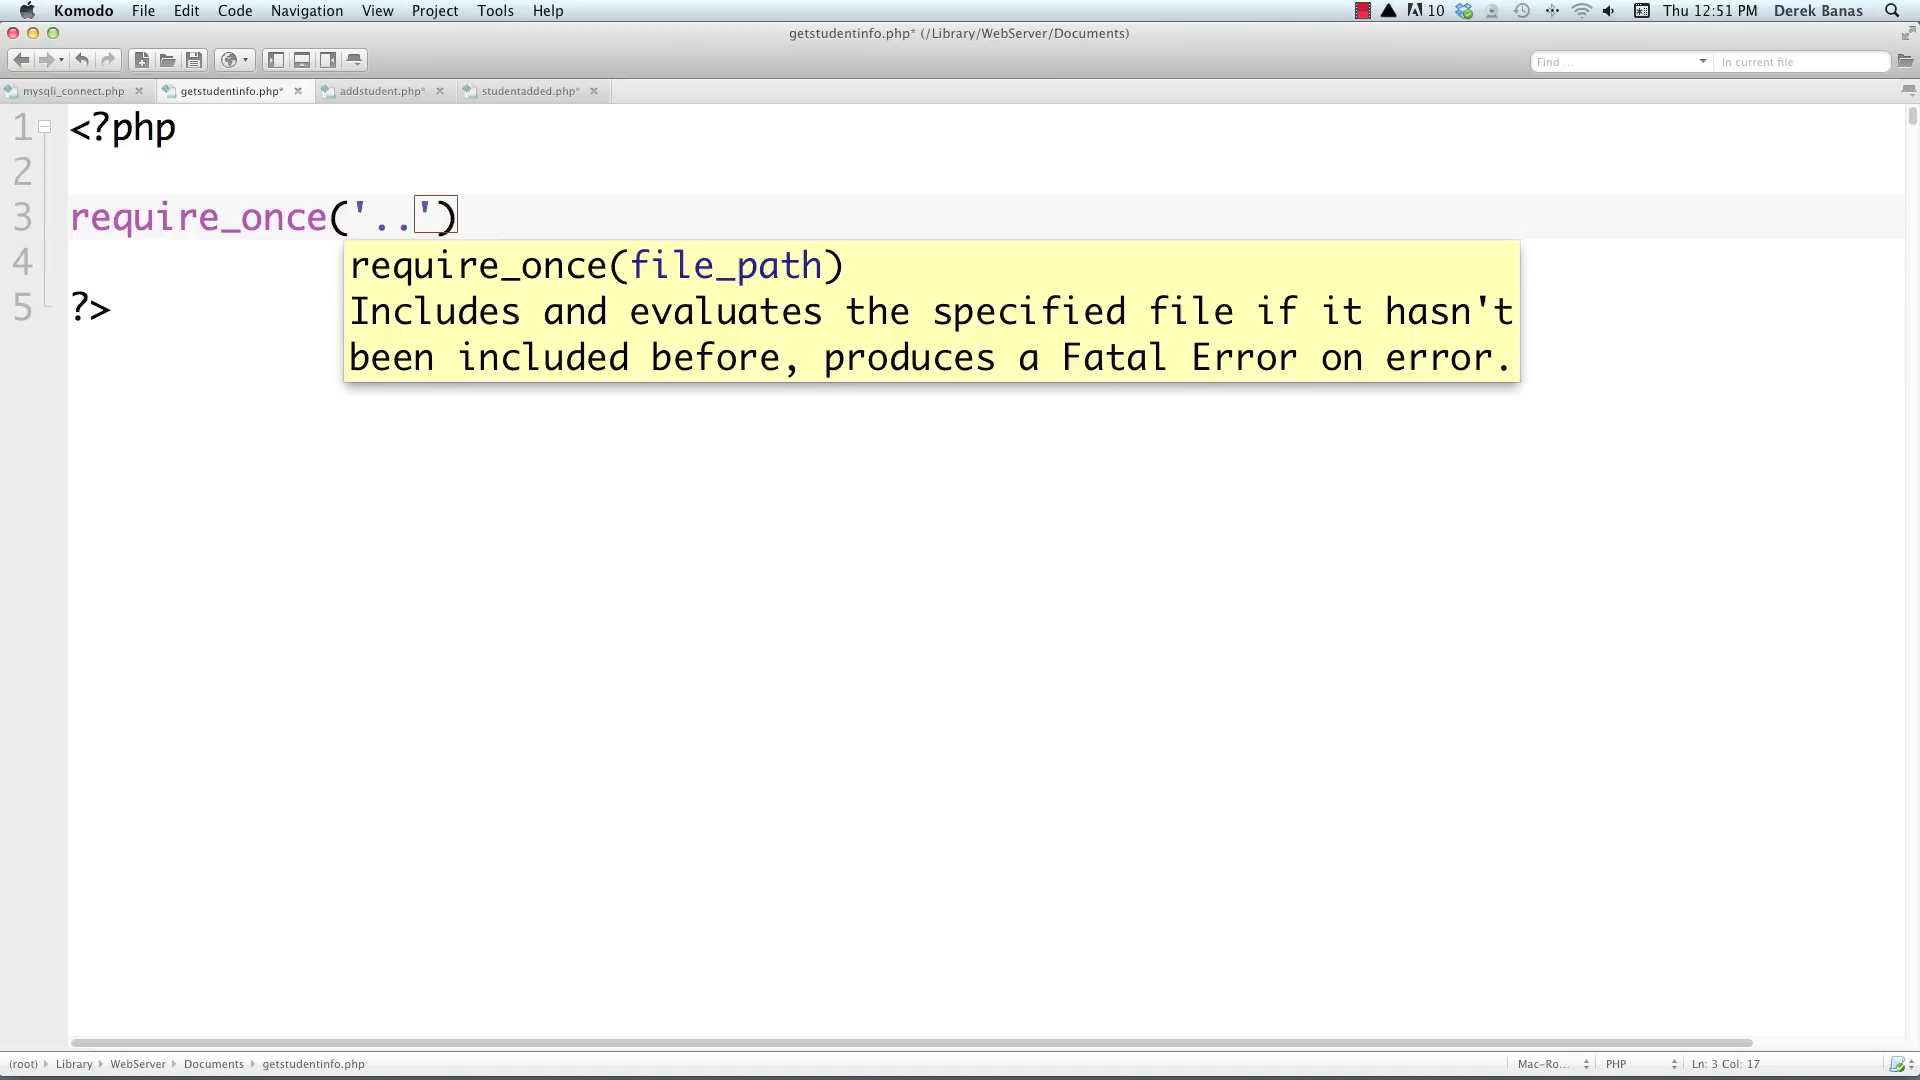 Komodo File Edit Code Navigation View Project Tools Help 10 Thu 12:51 PM Derek Banas
getstudentinfo.php* (/Library/WebServer/Documents)
Find ... In current file
mysqli_connect.php getstudentinfo.php* addstudent.php* studentadded.php*
1 <?php
2
3 require_once('..')
require_once(file_path)
Includes and evaluates the specified file if it hasn't
been included before, produces a Fatal Error on error.
4
5 ?>
(root) Library WebServer Documents getstudentinfo.php Mac-Ro... PHP Ln: 3 Col: 17